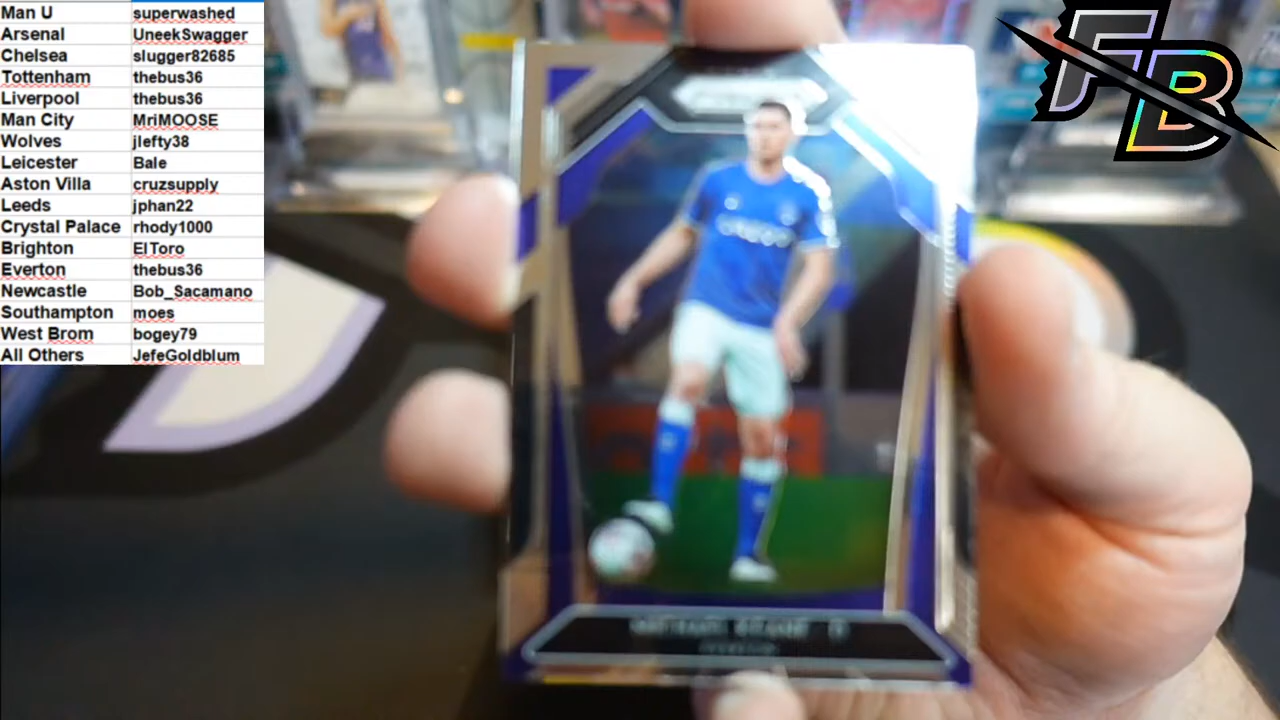 Man U superwashed
Arsenal UneekSwagger
Chelsea slugger82685
Tottenham thebus36
Liverpool thebus36
Man City MriMOOSE
Wolves jlefty38
Leicester Bale
Aston Villa cruzsupply
Leeds jphan22
Crystal Palace rhody1000
Brighton ElToro
Everton thebus36
Newcastle Bob_Sacamano
Southampton moes
West Brom bogey79
All Others JefeGoldblum
FB
MICHAEL KEANE